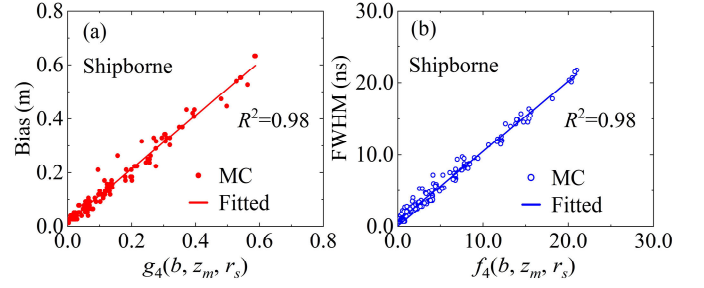 (a)
Shipborne
R²=0.98
MC
Fitted
Bias (m)
0.8
0.6
0.4
0.2
0.0
0.0 0.2 0.4 0.6 0.8
g₄(b, zₘ, rₛ)
(b)
Shipborne
R²=0.98
MC
Fitted
FWHM (ns)
30.0
20.0
10.0
0.0
0.0 10.0 20.0 30.0
f₄(b, zₘ, rₛ)